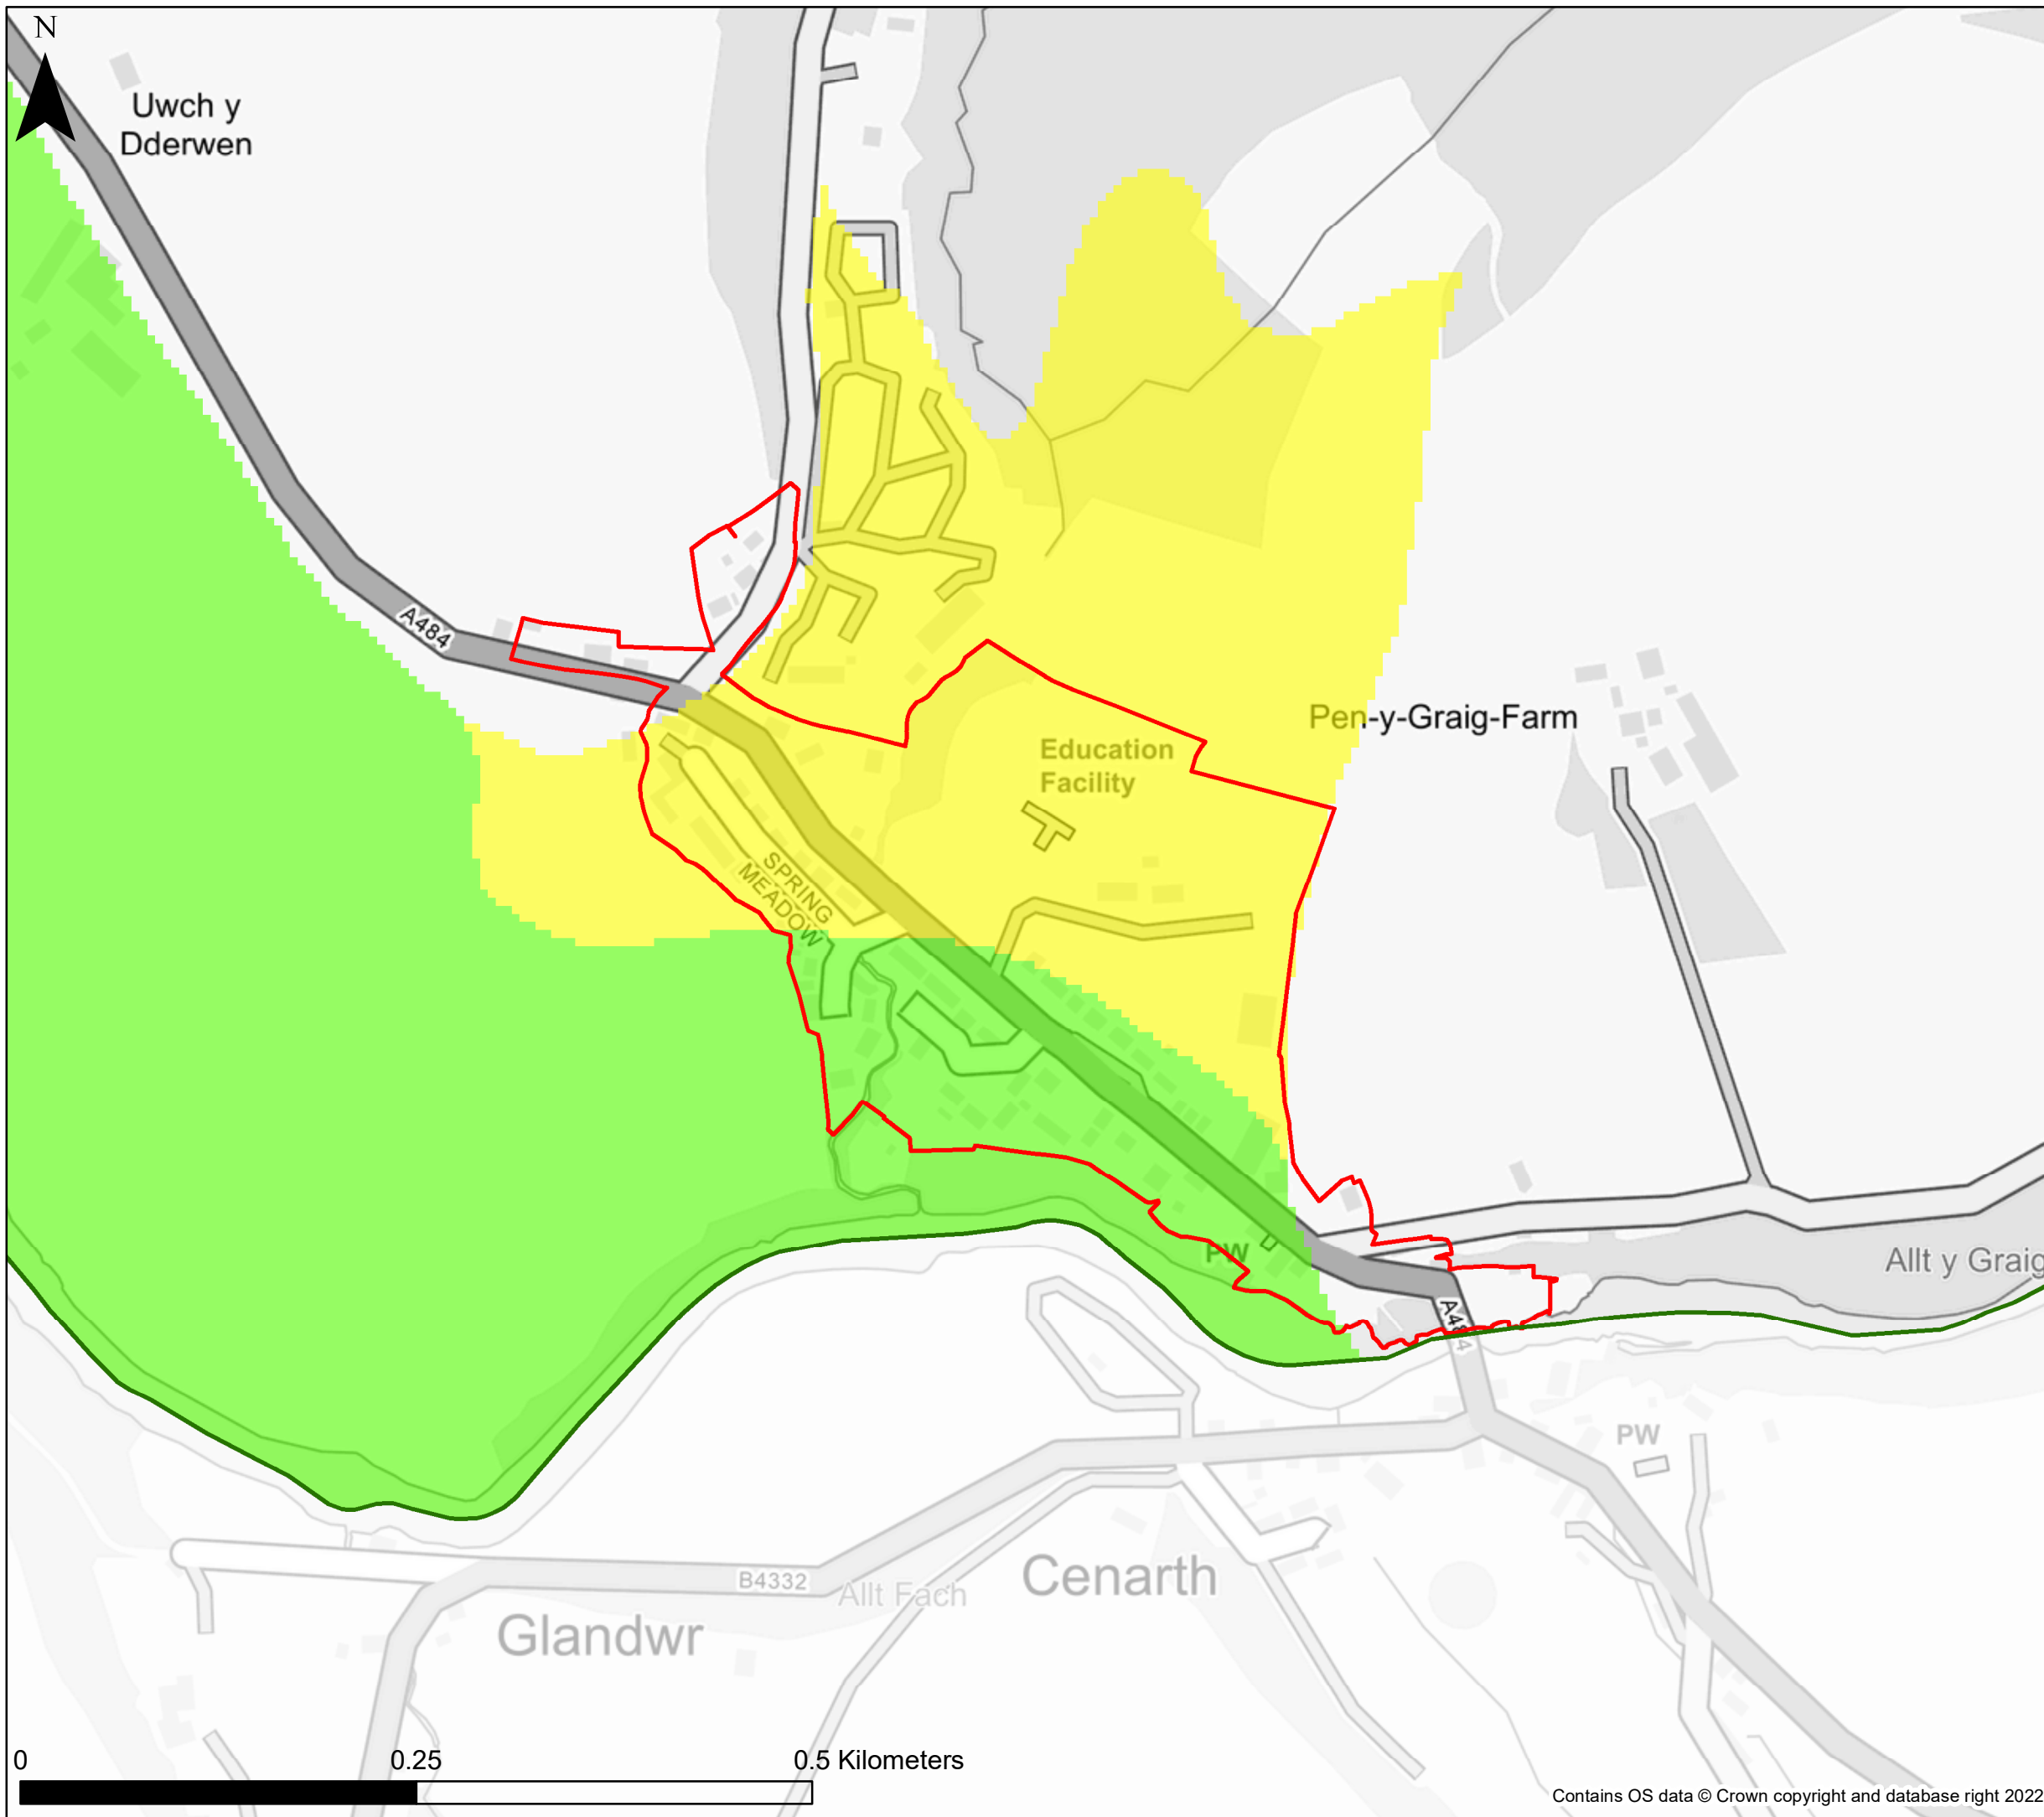 N
Uwch y
Dderwen
A484
Pen-y-Graig-Farm
Education
Facility
SPRING
MEADOW
PW
Allt y Graig
A484
PW
Cenarth
B4332
Allt Fach
Glandwr
0
0.25
0.5 Kilometers
Contains OS data © Crown copyright and database right 2022